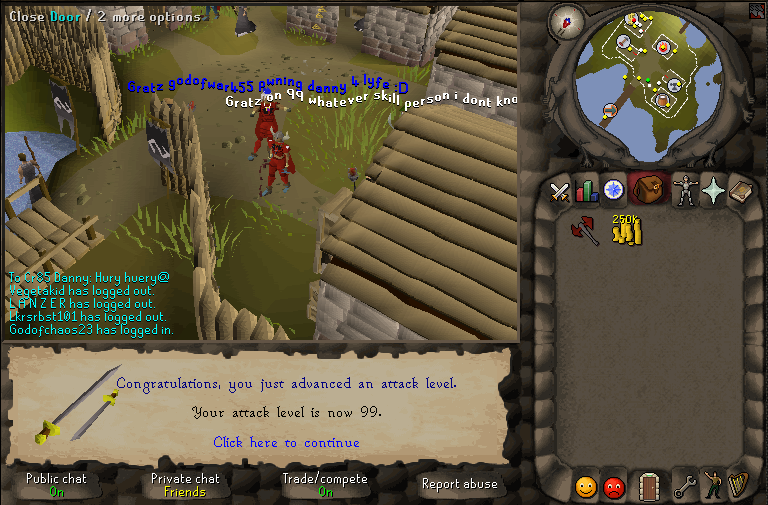 Close Door / 2 more options
Gratz godofwar455 Pwning danny 4 lyfe ;D
Gratz on 99 whatever skill person i dont kno
250K
To Cr35 Danny: Hury huery@
Vegetakid has logged out.
L A N Z E R has logged out.
Lkrsrbst101 has logged out.
Godofchaos23 has logged in.
Congratulations, you just advanced an attack level.
Your attack level is now 99.
Click here to continue
Public chat
On
Private chat
Friends
Trade/compete
On
Report abuse